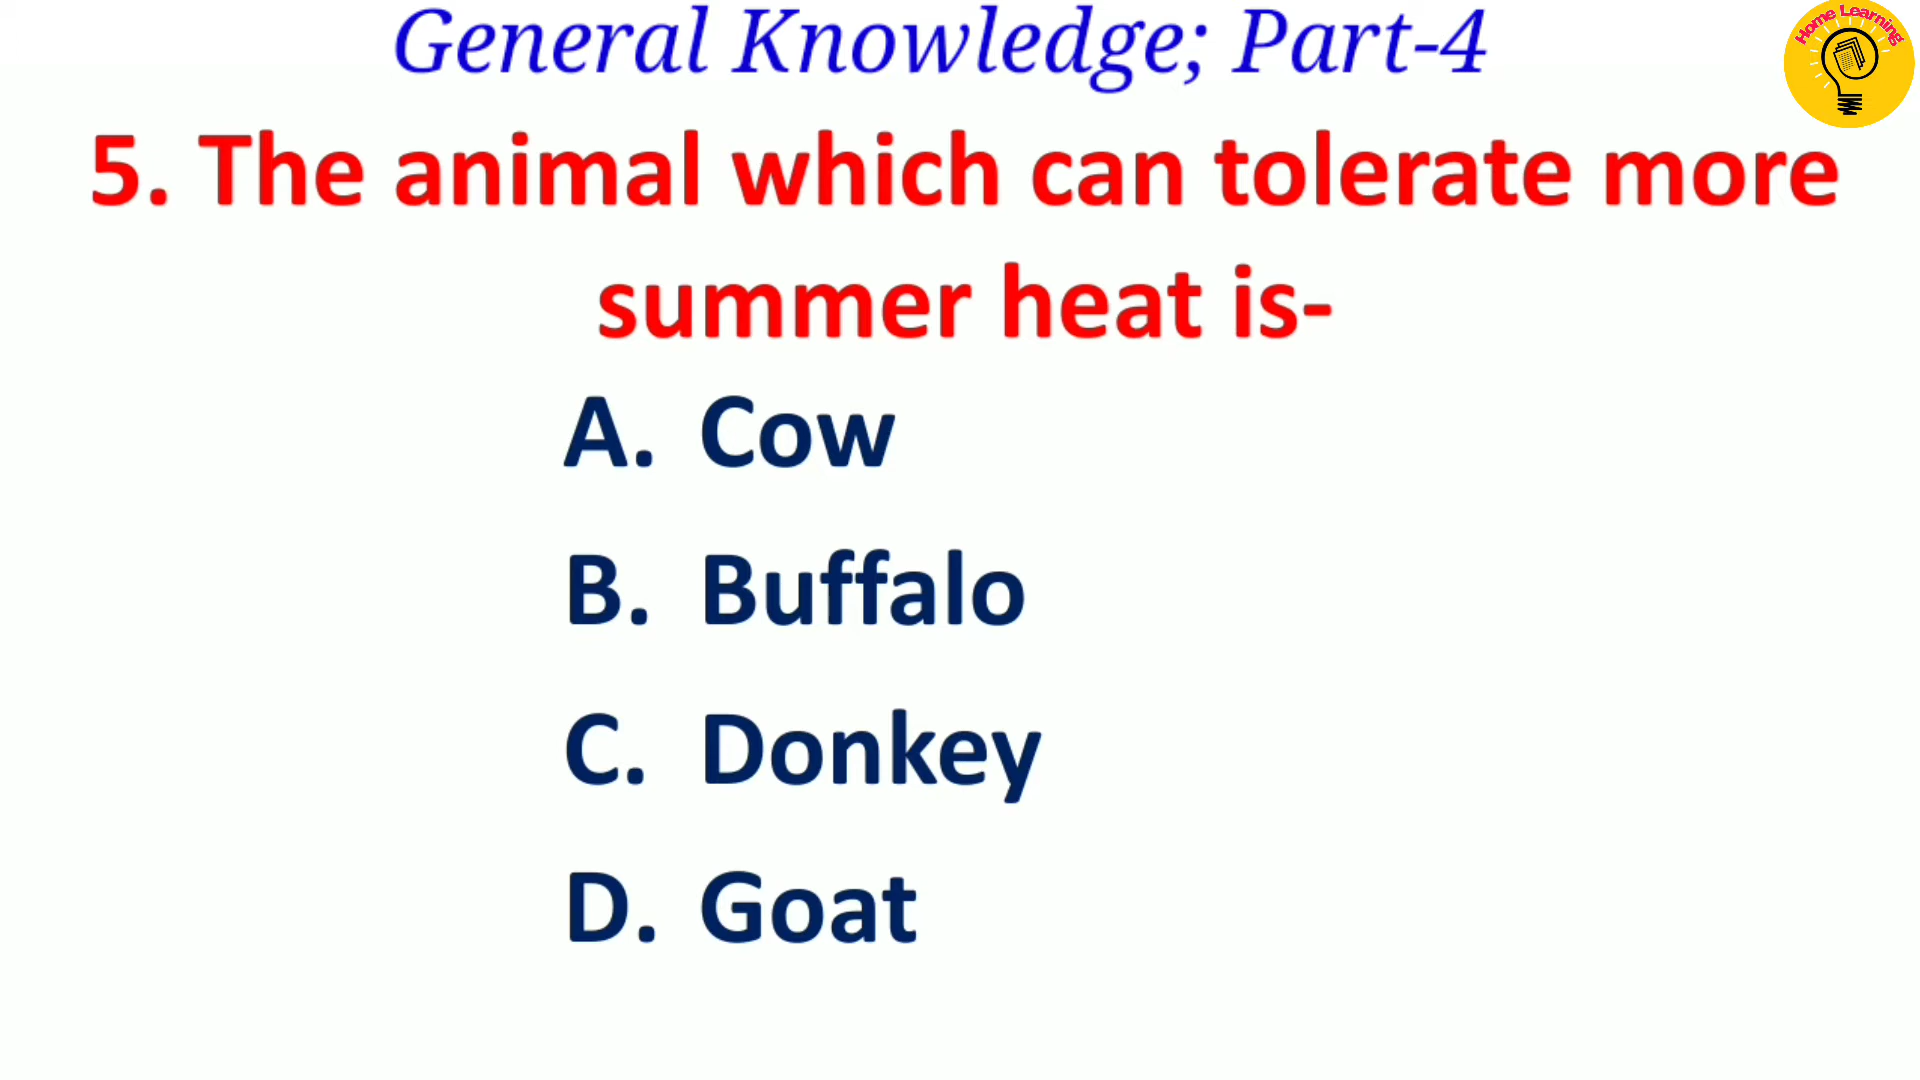 General Knowledge; Part-4
Home Learning
5. The animal which can tolerate more
summer heat is-
A. Cow
B. Buffalo
C. Donkey
D. Goat